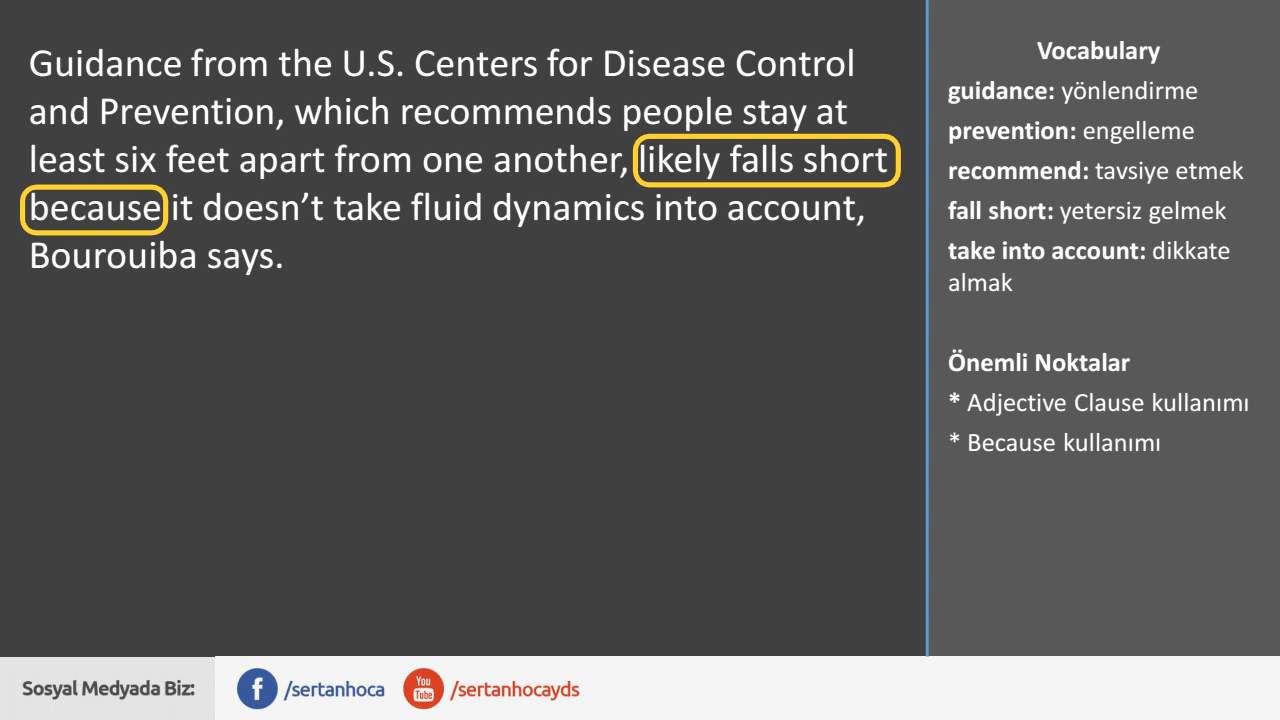 Guidance from the U.S. Centers for Disease Control
and Prevention, which recommends people stay at
least six feet apart from one another, likely falls short
because it doesn’t take fluid dynamics into account,
Bourouiba says.
Vocabulary
guidance: yönlendirme
prevention: engelleme
recommend: tavsiye etmek
fall short: yetersiz gelmek
take into account: dikkate
almak
Önemli Noktalar
* Adjective Clause kullanımı
* Because kullanımı
Sosyal Medyada Biz:
f /sertanhoca
You
Tube
/sertanhocayds